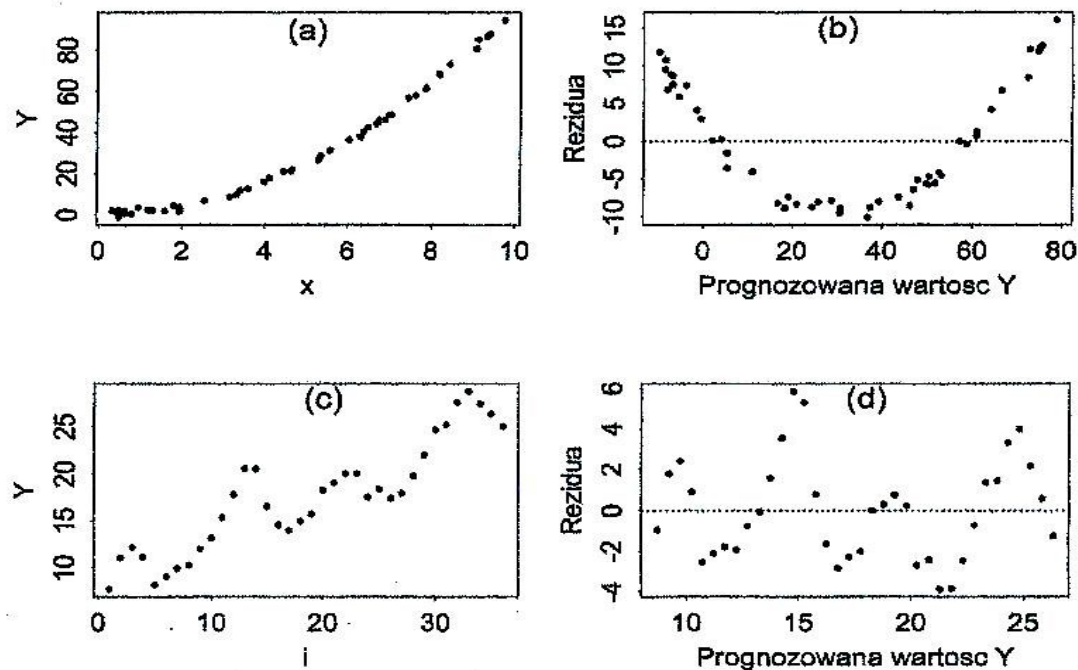 (a)
Y
0 20 40 60 80
0 2 4 6 8 10
x
(b)
Rezidua
-10 -5 0 5 10 15
0 20 40 60 80
Prognozowana wartosc Y
(c)
Y
10 15 20 25
0 10 20 30
i
(d)
Rezidua
-4 -2 0 2 4 6
10 15 20 25
Prognozowana wartosc Y